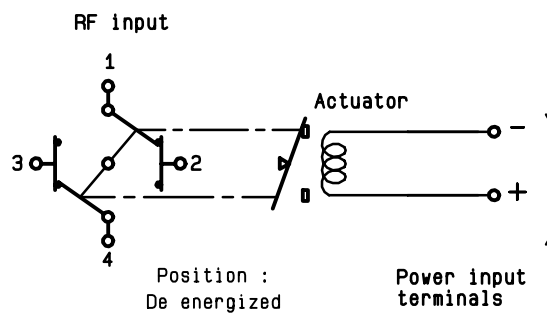 RF input
1
Actuator
3
2
-
+
4
Position :
De energized
Power input
terminals